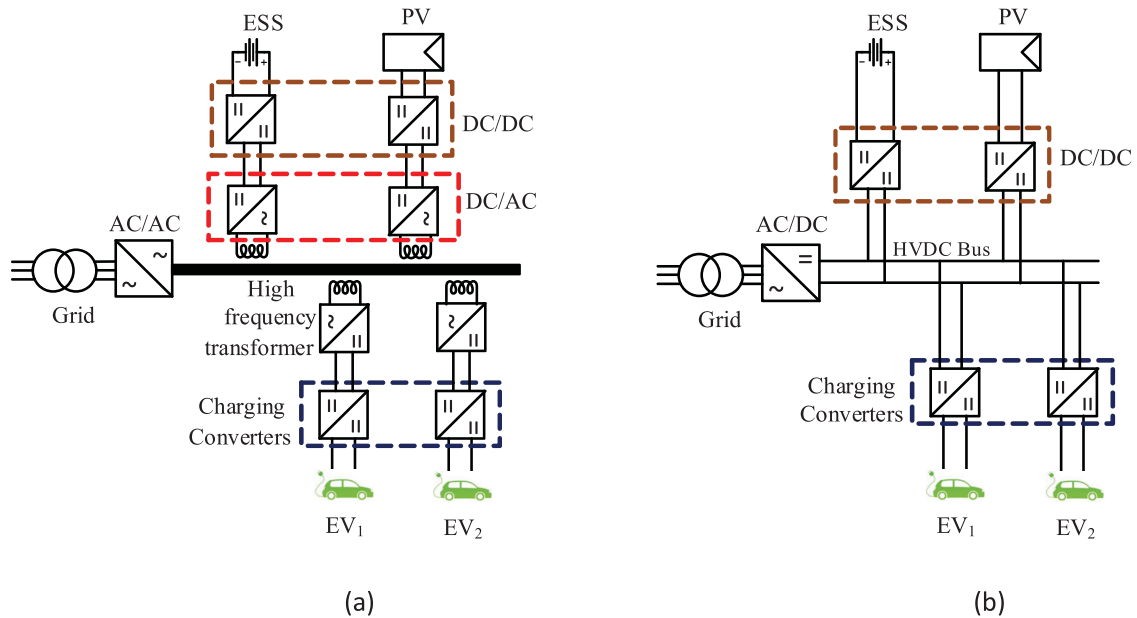 ESS
PV
DC/DC
DC/AC
AC/AC
Grid
High
frequency
transformer
Charging
Converters
EV₁
EV₂
(a)
ESS
PV
DC/DC
AC/DC
HVDC Bus
Grid
Charging
Converters
EV₁
EV₂
(b)